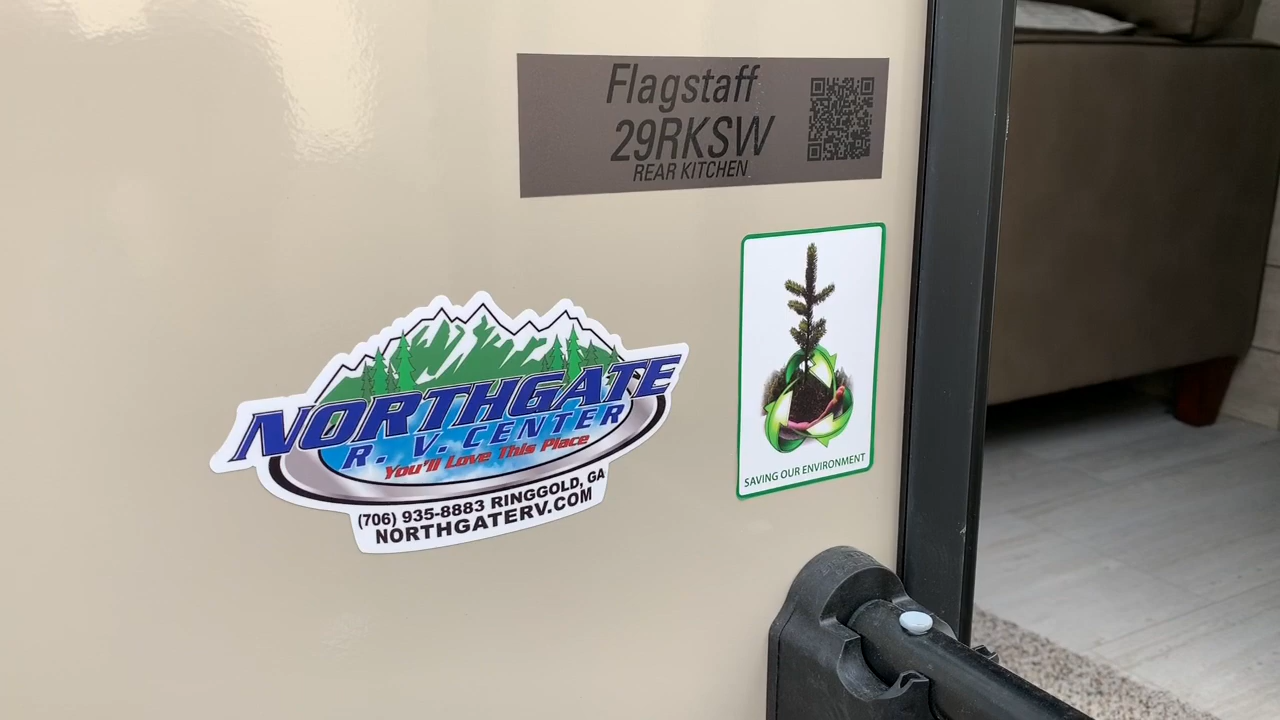 Flagstaff
29RKSW
REAR KITCHEN
NORTHGATE
R. V. CENTER
You'll Love This Place
(706) 935-8883 RINGGOLD, GA
NORTHGATERV.COM
SAVING OUR ENVIRONMENT